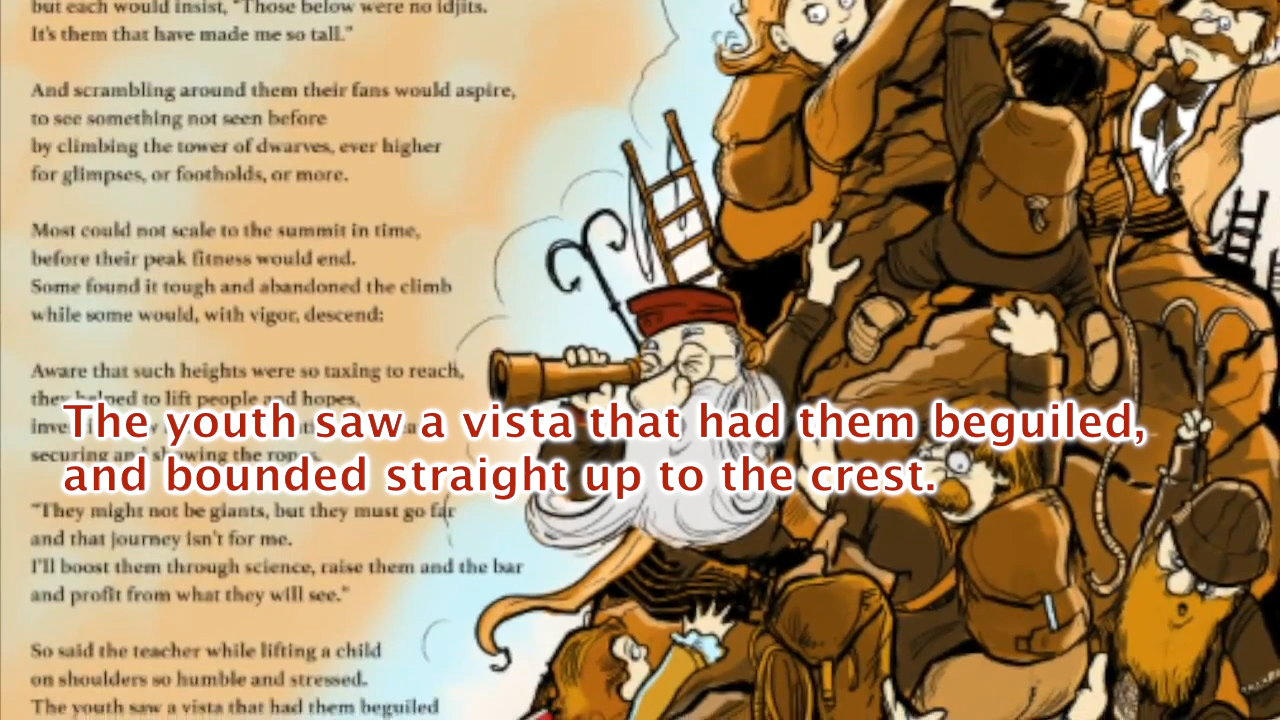 but each would insist, "Those below were no idjits.
It's them that have made me so tall."
And scrambling around them their fans would aspire,
to see something not seen before
by climbing the tower of dwarves, ever higher
for glimpses, or footholds, or more.
Most could not scale to the summit in time,
before their peak fitness would end.
Some found it tough and abandoned the climb
while some would, with vigor, descend:
Aware that such heights were so taxing to reach,
they helped to lift people and hopes,
The youth saw a vista that had them beguiled,
securing and showing the ropes.
and bounded straight up to the crest.
"They might not be giants, but they must go far
and that journey isn't for me.
I'll boost them through science, raise them and the bar
and profit from what they will see."
So said the teacher while lifting a child
on shoulders so humble and stressed.
The youth saw a vista that had them beguiled